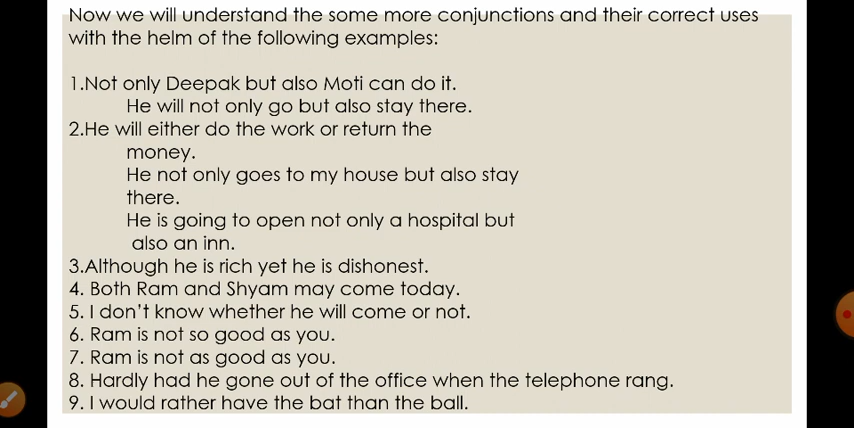 Now we will understand the some more conjunctions and their correct uses
with the helm of the following examples:
1.Not only Deepak but also Moti can do it.
He will not only go but also stay there.
2.He will either do the work or return the
money.
He not only goes to my house but also stay
there.
He is going to open not only a hospital but
also an inn.
3.Although he is rich yet he is dishonest.
4. Both Ram and Shyam may come today.
5. I don't know whether he will come or not.
6. Ram is not so good as you.
7. Ram is not as good as you.
8. Hardly had he gone out of the office when the telephone rang.
9. I would rather have the bat than the ball.